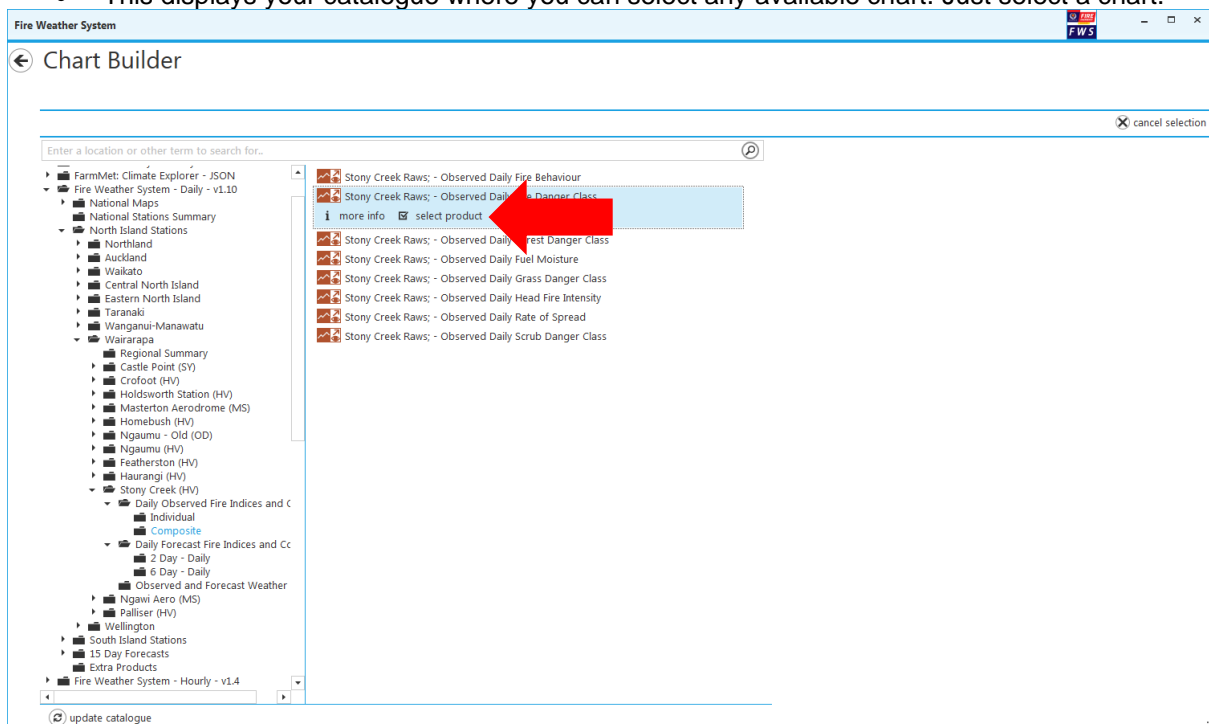 • This displays your catalogue where you can select any available chart. Just select a chart.
Fire Weather System
FIRE
FWS
Chart Builder
cancel selection
Enter a location or other term to search for..
FarmMet: Climate Explorer - JSON
Fire Weather System - Daily - v1.10
National Maps
National Stations Summary
North Island Stations
Northland
Auckland
Waikato
Central North Island
Eastern North Island
Taranaki
Wanganui-Manawatu
Wairarapa
Regional Summary
Castle Point (SY)
Crofoot (HV)
Holdsworth Station (HV)
Masterton Aerodrome (MS)
Homebush (HV)
Ngaumu - Old (OD)
Ngaumu (HV)
Featherston (HV)
Haurangi (HV)
Stony Creek (HV)
Daily Observed Fire Indices and C
Individual
Composite
Daily Forecast Fire Indices and Cc
2 Day - Daily
6 Day - Daily
Observed and Forecast Weather
Ngawi Aero (MS)
Palliser (HV)
Wellington
South Island Stations
15 Day Forecasts
Extra Products
Fire Weather System - Hourly - v1.4
update catalogue
Stony Creek Raws; - Observed Daily Fire Behaviour
Stony Creek Raws; - Observed Daily Fire Danger Class
more info select product
Stony Creek Raws; - Observed Daily Forest Danger Class
Stony Creek Raws; - Observed Daily Fuel Moisture
Stony Creek Raws; - Observed Daily Grass Danger Class
Stony Creek Raws; - Observed Daily Head Fire Intensity
Stony Creek Raws; - Observed Daily Rate of Spread
Stony Creek Raws; - Observed Daily Scrub Danger Class